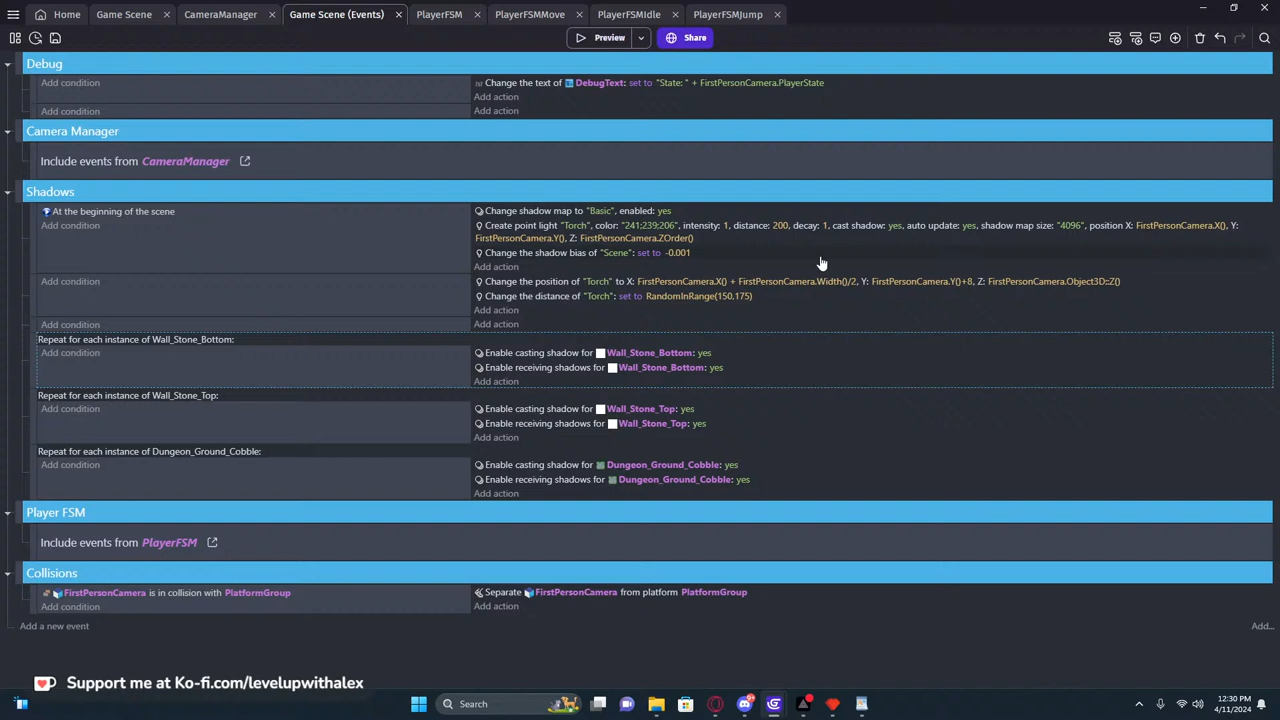 Home
Game Scene
CameraManager
Game Scene (Events)
PlayerFSM
PlayerFSMMove
PlayerFSMIdle
PlayerFSMJump
Preview
Share
Debug
Add condition
Change the text of DebugText: set to "State: " + FirstPersonCamera.PlayerState
Add action
Add condition
Add action
Camera Manager
Include events from CameraManager
Shadows
At the beginning of the scene
Add condition
Change shadow map to "Basic", enabled: yes
Create point light "Torch", color: "241;239;206", intensity: 1, distance: 200, decay: 1, cast shadow: yes, auto update: yes, shadow map size: "4096", position X: FirstPersonCamera.X(), Y:
FirstPersonCamera.Y(), Z: FirstPersonCamera.ZOrder()
Change the shadow bias of "Scene": set to -0.001
Add action
Add condition
Change the position of "Torch" to X: FirstPersonCamera.X() + FirstPersonCamera.Width()/2, Y: FirstPersonCamera.Y()+8, Z: FirstPersonCamera.Object3D::Z()
Change the distance of "Torch": set to RandomInRange(150,175)
Add action
Add condition
Add action
Repeat for each instance of Wall_Stone_Bottom:
Add condition
Enable casting shadow for Wall_Stone_Bottom: yes
Enable receiving shadows for Wall_Stone_Bottom: yes
Add action
Repeat for each instance of Wall_Stone_Top:
Add condition
Enable casting shadow for Wall_Stone_Top: yes
Enable receiving shadows for Wall_Stone_Top: yes
Add action
Repeat for each instance of Dungeon_Ground_Cobble:
Add condition
Enable casting shadow for Dungeon_Ground_Cobble: yes
Enable receiving shadows for Dungeon_Ground_Cobble: yes
Add action
Player FSM
Include events from PlayerFSM
Collisions
FirstPersonCamera is in collision with PlatformGroup
Add condition
Separate FirstPersonCamera from platform PlatformGroup
Add action
Add a new event
Add...
Support me at Ko-fi.com/levelupwithalex
Search
12:30 PM
4/11/2024